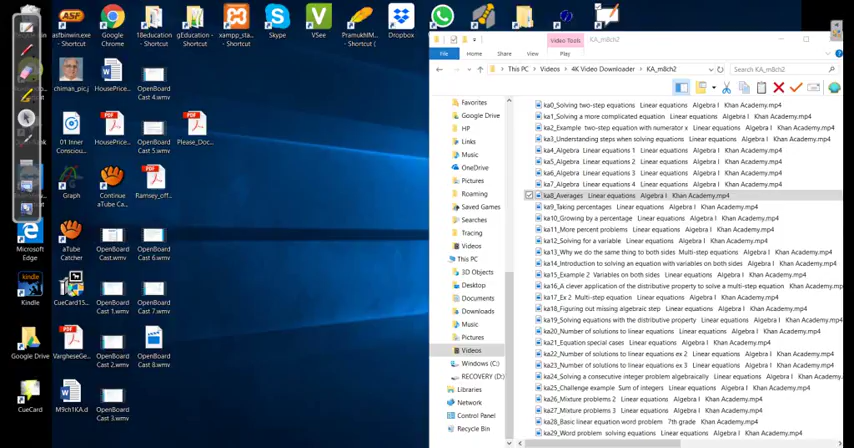 asfbinwin.exe - Shortcut
Google Chrome
18education - Shortcut
gEducation - Shortcut
xampp_sta... - Shortcut
Skype
VSee
PramukhIM... Shortcut (
Dropbox
chiman_pic.j
HousePrice...
OpenBoard Cast 4.wmv
01 Inner Conscious...
HousePric...
OpenBoard Cast 5.wmv
Please_Doc...
Graph
Continue aTube Ca...
Ramsey_off...
Microsoft Edge
aTube Catcher
OpenBoard Cast.wmv
OpenBoard Cast 6.wmv
Kindle
CueCard15...
OpenBoard Cast 1.wmv
OpenBoard Cast 7.wmv
Google Drive
VargheseGe...
OpenBoard Cast 2.wmv
OpenBoard Cast 8.wmv
CueCard
M9ch1KA.d
OpenBoard Cast 3.wmv
Video Tools
KA_m8ch2
File
Home
Share
View
Play
This PC > Videos > 4K Video Downloader > KA_m8ch2
Search KA_m8ch2
Favorites
Google Drive
HP
Links
Music
OneDrive
Pictures
Roaming
Saved Games
Searches
Tracing
Videos
This PC
3D Objects
Desktop
Documents
Downloads
Music
Pictures
Videos
Windows (C:)
RECOVERY (D:)
Libraries
Network
Control Panel
Recycle Bin
ka0_Solving two-step equations Linear equations Algebra I Khan Academy.mp4
ka1_Solving a more complicated equation Linear equations Algebra I Khan Academy.mp4
ka2_Example two-step equation with numerator x Linear equations Algebra I Khan Academy.mp4
ka3_Understanding steps when solving equations Linear equations Algebra I Khan Academy.mp4
ka4_Algebra Linear equations 1 Linear equations Algebra I Khan Academy.mp4
ka5_Algebra Linear equations 2 Linear equations Algebra I Khan Academy.mp4
ka6_Algebra Linear equations 3 Linear equations Algebra I Khan Academy.mp4
ka7_Algebra Linear equations 4 Linear equations Algebra I Khan Academy.mp4
ka8_Averages Linear equations Algebra I Khan Academy.mp4
ka9_Taking percentages Linear equations Algebra I Khan Academy.mp4
ka10_Growing by a percentage Linear equations Algebra I Khan Academy.mp4
ka11_More percent problems Linear equations Algebra I Khan Academy.mp4
ka12_Solving for a variable Linear equations Algebra I Khan Academy.mp4
ka13_Why we do the same thing to both sides Multi-step equations Khan Academy.mp4
ka14_Introduction to solving an equation with variables on both sides Khan Academy.mp4
ka15_Example 2 Variables on both sides Linear equations Algebra I Khan Academy.mp4
ka16_A clever application of the distributive property to solve a multi-step equation Khan Academy.mp
ka17_Ex 2 Multi-step equation Linear equations Algebra I Khan Academy.mp4
ka18_Figuring out missing algebraic step Linear equations Algebra I Khan Academy.mp4
ka19_Solving equations with the distributive property Linear equations Algebra I Khan Academy.mp4
ka20_Number of solutions to linear equations Linear equations Algebra I Khan Academy.mp4
ka21_Equation special cases Linear equations Algebra I Khan Academy.mp4
ka22_Number of solutions to linear equations ex 2 Linear equations Algebra I Khan Academy.mp4
ka23_Number of solutions to linear equations ex 3 Linear equations Algebra I Khan Academy.mp4
ka24_Solving a consecutive integer problem algebraically Linear equations Algebra I Khan Academy.mp4
ka25_Challenge example Sum of integers Linear equations Algebra I Khan Academy.mp4
ka26_Mixture problems 2 Linear equations Algebra I Khan Academy.mp4
ka27_Mixture problems 3 Linear equations Algebra I Khan Academy.mp4
ka28_Basic linear equation word problem 7th grade Khan Academy.mp4
ka29_Word problem solving equations Linear equations Algebra I Khan Academy.mp4